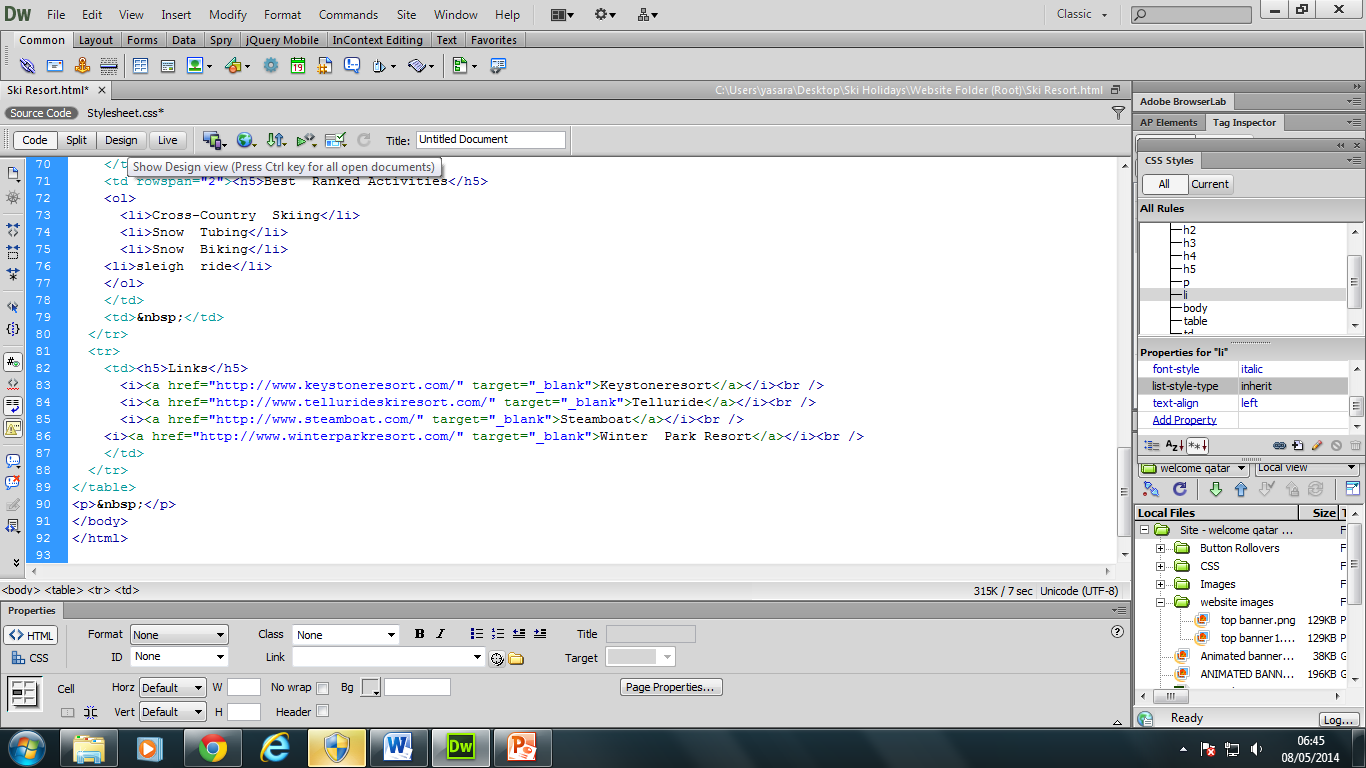 Dw File Edit View Insert Modify Format Commands Site Window Help Classic
Common Layout Forms Data Spry jQuery Mobile InContext Editing Text Favorites
Ski Resort.html* C:\Users\yasara\Desktop\Ski Holidays\Website Folder (Root)\Ski Resort.html
Source Code Stylesheet.css*
Code Split Design Live Title: Untitled Document
Show Design view (Press Ctrl key for all open documents)
70 </t
71 <td rowspan="2"><h5>Best  Ranked Activities</h5>
72 <ol>
73 <li>Cross-Country  Skiing</li>
74 <li>Snow  Tubing</li>
75 <li>Snow  Biking</li>
76 <li>sleigh  ride</li>
77 </ol>
78 </td>
79 <td>&nbsp;</td>
80 </tr>
81 <tr>
82 <td><h5>Links</h5>
83 <i><a href="http://www.keystoneresort.com/" target="_blank">Keystoneresort</a></i><br />
84 <i><a href="http://www.tellurideskiresort.com/" target="_blank">Telluride</a></i><br />
85 <i><a href="http://www.steamboat.com/" target="_blank">Steamboat</a></i><br />
86 <i><a href="http://www.winterparkresort.com/" target="_blank">Winter  Park Resort</a></i><br />
87 </td>
88 </tr>
89 </table>
90 <p>&nbsp;</p>
91 </body>
92 </html>
93
<body> <table> <tr> <td> 315K / 7 sec Unicode (UTF-8)
Properties
HTML Format None Class None B I Title
CSS ID None Link Target
Cell Horz Default W No wrap Bg Page Properties...
Vert Default H Header
Adobe BrowserLab
AP Elements Tag Inspector
CSS Styles
All Current
All Rules
h2
h3
h4
h5
p
li
body
table
td
Properties for "li"
font-style italic
list-style-type inherit
text-align left
Add Property
welcome qatar Local view
Local Files Size T
Site - welcome qatar ... F
Button Rollovers F
CSS F
Images F
website images F
top banner.png 129KB P
top banner1.... 129KB P
Animated banner... 38KB G
ANIMATED BANN... 196KB G
Ready Log...
W Dw P 06:45
08/05/2014